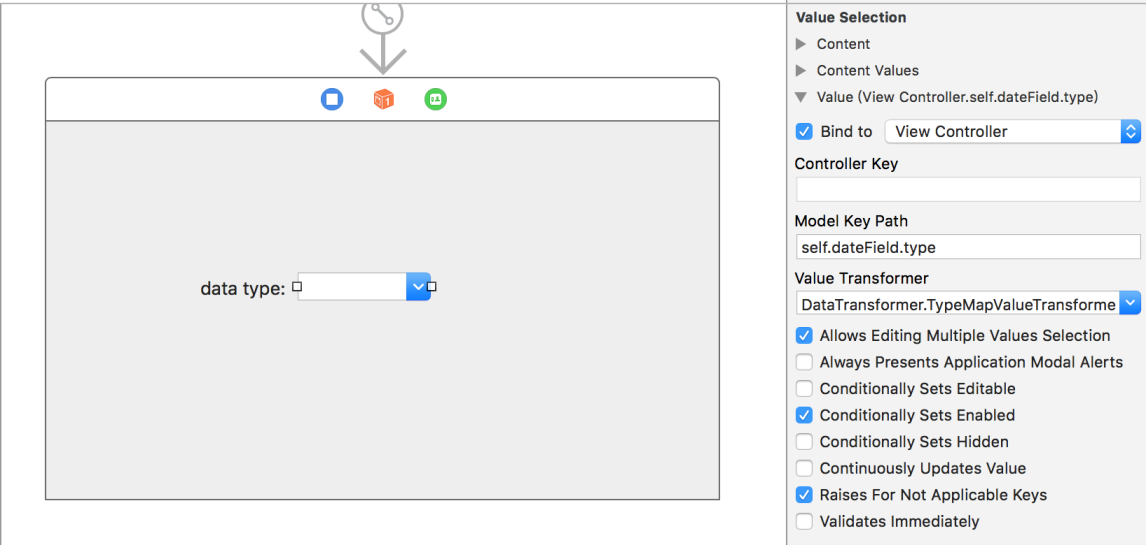 Value Selection
Content
Content Values
Value (View Controller.self.dateField.type)
Bind to View Controller
Controller Key
Model Key Path
self.dateField.type
data type:
Value Transformer
DataTransformer.TypeMapValueTransforme
Allows Editing Multiple Values Selection
Always Presents Application Modal Alerts
Conditionally Sets Editable
Conditionally Sets Enabled
Conditionally Sets Hidden
Continuously Updates Value
Raises For Not Applicable Keys
Validates Immediately